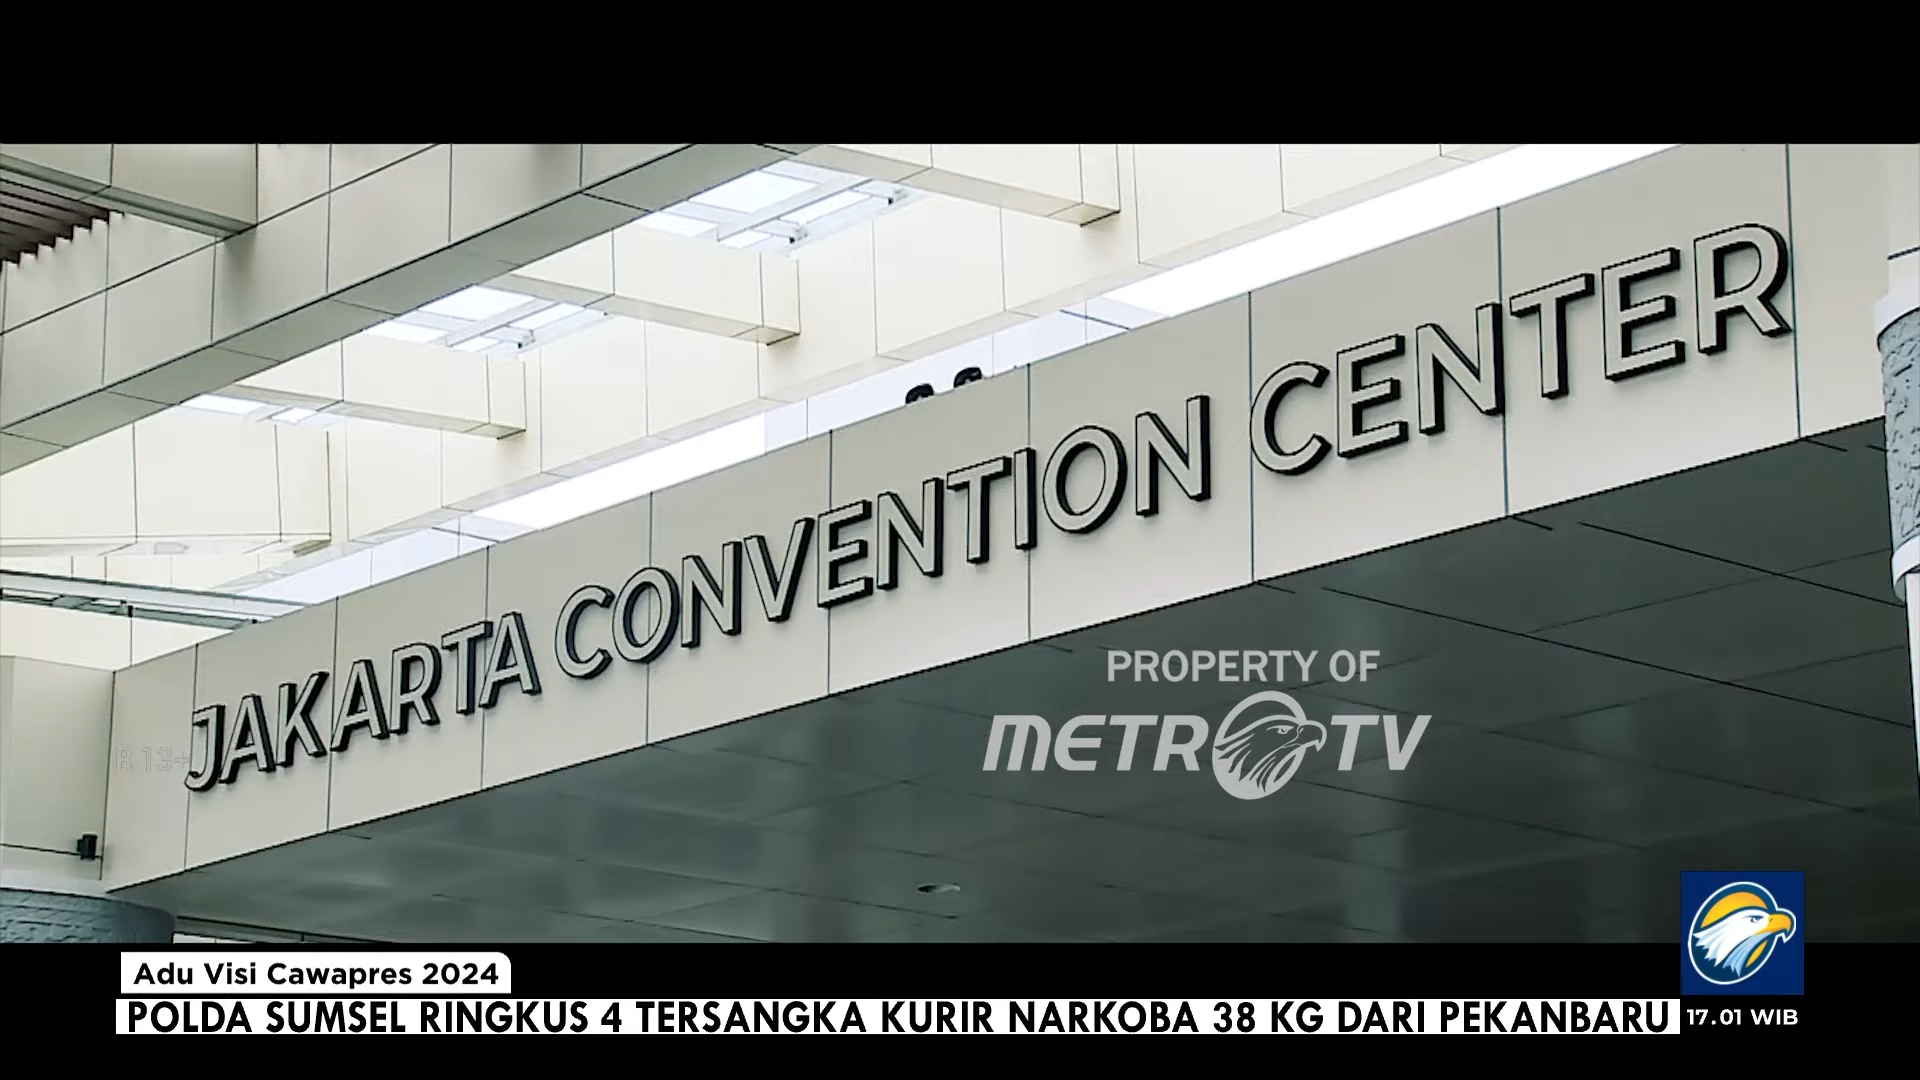 JAKARTA CONVENTION CENTER
PROPERTY OF
METRO TV
R 13+
Adu Visi Cawapres 2024
POLDA SUMSEL RINGKUS 4 TERSANGKA KURIR NARKOBA 38 KG DARI PEKANBARU
17.01 WIB